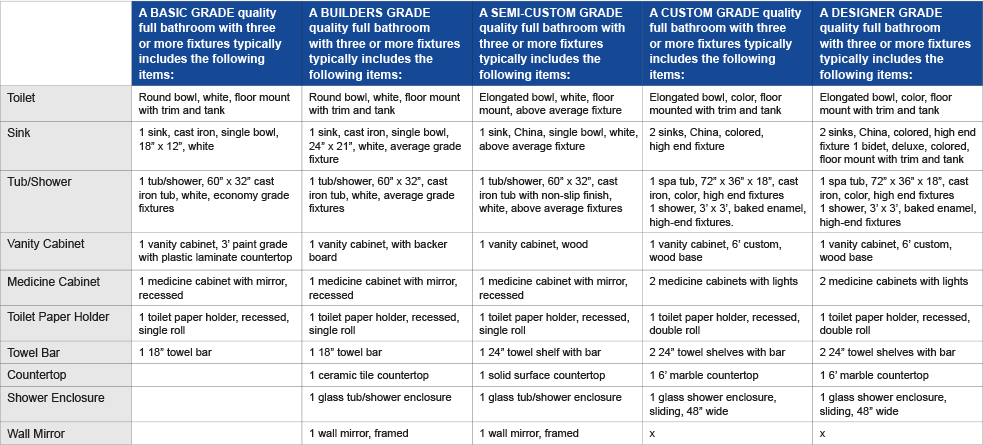 A BASIC GRADE quality
full bathroom with three
or more fixtures typically
includes the following
items:
A BUILDERS GRADE
quality full bathroom
with three or more fixtures
typically includes the
following items:
A SEMI-CUSTOM GRADE
quality full bathroom with
three or more fixtures
typically includes the
following items:
A CUSTOM GRADE quality
full bathroom with three
or more fixtures typically
includes the following
items:
A DESIGNER GRADE
quality full bathroom with
three or more fixtures
typically includes the
following items:
Toilet
Round bowl, white, floor mount
with trim and tank
Round bowl, white, floor mount
with trim and tank
Elongated bowl, white, floor
mount, above average fixture
Elongated bowl, color, floor
mounted with trim and tank
Elongated bowl, color, floor
mount with trim and tank
Sink
1 sink, cast iron, single bowl,
18” x 12”, white
1 sink, cast iron, single bowl,
24” x 21”, white, average grade
fixture
1 sink, China, single bowl, white,
above average fixture
2 sinks, China, colored,
high end fixture
2 sinks, China, colored, high end
fixture 1 bidet, deluxe, colored,
floor mount with trim and tank
Tub/Shower
1 tub/shower, 60” x 32” cast
iron tub, white, economy grade
fixtures
1 tub/shower, 60” x 32”, cast
iron tub, white, average grade
fixtures
1 tub/shower, 60” x 32”, cast
iron tub with non-slip finish,
white, above average fixtures
1 spa tub, 72” x 36” x 18”, cast
iron, color, high end fixtures
1 shower, 3’ x 3’, baked enamel,
high-end fixtures.
1 spa tub, 72” x 36” x 18”, cast
iron, color, high end fixtures
1 shower, 3’ x 3’, baked enamel,
high-end fixtures
Vanity Cabinet
1 vanity cabinet, 3’ paint grade
with plastic laminate countertop
1 vanity cabinet, with backer
board
1 vanity cabinet, wood
1 vanity cabinet, 6’ custom,
wood base
1 vanity cabinet, 6’ custom,
wood base
Medicine Cabinet
1 medicine cabinet with mirror,
recessed
1 medicine cabinet with mirror,
recessed
1 medicine cabinet with mirror,
recessed
2 medicine cabinets with lights
2 medicine cabinets with lights
Toilet Paper Holder
1 toilet paper holder, recessed,
single roll
1 toilet paper holder, recessed,
single roll
1 toilet paper holder, recessed,
single roll
1 toilet paper holder, recessed,
double roll
1 toilet paper holder, recessed,
double roll
Towel Bar
1 18” towel bar
1 18” towel bar
1 24” towel shelf with bar
2 24” towel shelves with bar
2 24” towel shelves with bar
Countertop
1 ceramic tile countertop
1 solid surface countertop
1 6’ marble countertop
1 6’ marble countertop
Shower Enclosure
1 glass tub/shower enclosure
1 glass tub/shower enclosure
1 glass shower enclosure,
sliding, 48” wide
1 glass shower enclosure,
sliding, 48” wide
Wall Mirror
1 wall mirror, framed
1 wall mirror, framed
x
x